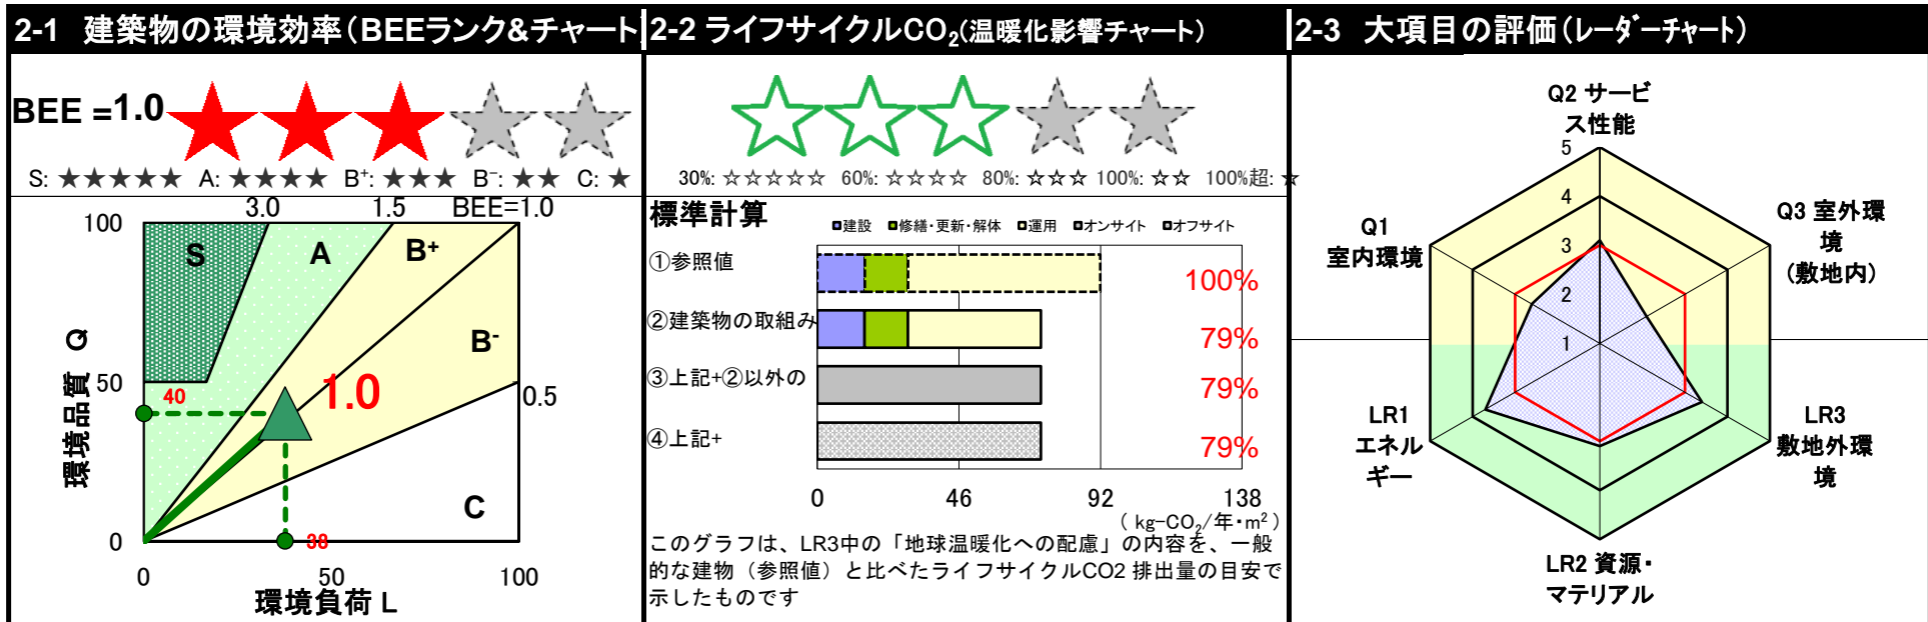 2-1 建築物の環境効率(BEEランク&チャート)
BEE =1.0
S: ★★★★★ A: ★★★★ B⁺: ★★★ B⁻: ★★ C: ★
3.0 1.5 BEE=1.0
100
S
A
B⁺
B⁻
環境品質 Q
50
40
1.0
0.5
C
0
38
0 50 100
環境負荷 L
2-2 ライフサイクルCO₂(温暖化影響チャート)
30%: ☆☆☆☆☆ 60%: ☆☆☆☆ 80%: ☆☆☆ 100%: ☆☆ 100%超: ☆
標準計算
建設 修繕・更新・解体 運用 オンサイト オフサイト
①参照値 100%
②建築物の取組み 79%
③上記+②以外の 79%
④上記+ 79%
0 46 92 138
( kg-CO₂/年・m² )
このグラフは、LR3中の「地球温暖化への配慮」の内容を、一般
的な建物(参照値)と比べたライフサイクルCO2 排出量の目安で
示したものです
2-3 大項目の評価(レーダーチャート)
Q2 サービ
ス性能
5
4
3
2
1
Q1
室内環境
Q3 室外環
境
(敷地内)
LR1
エネル
ギー
LR3
敷地外環
境
LR2 資源・
マテリアル